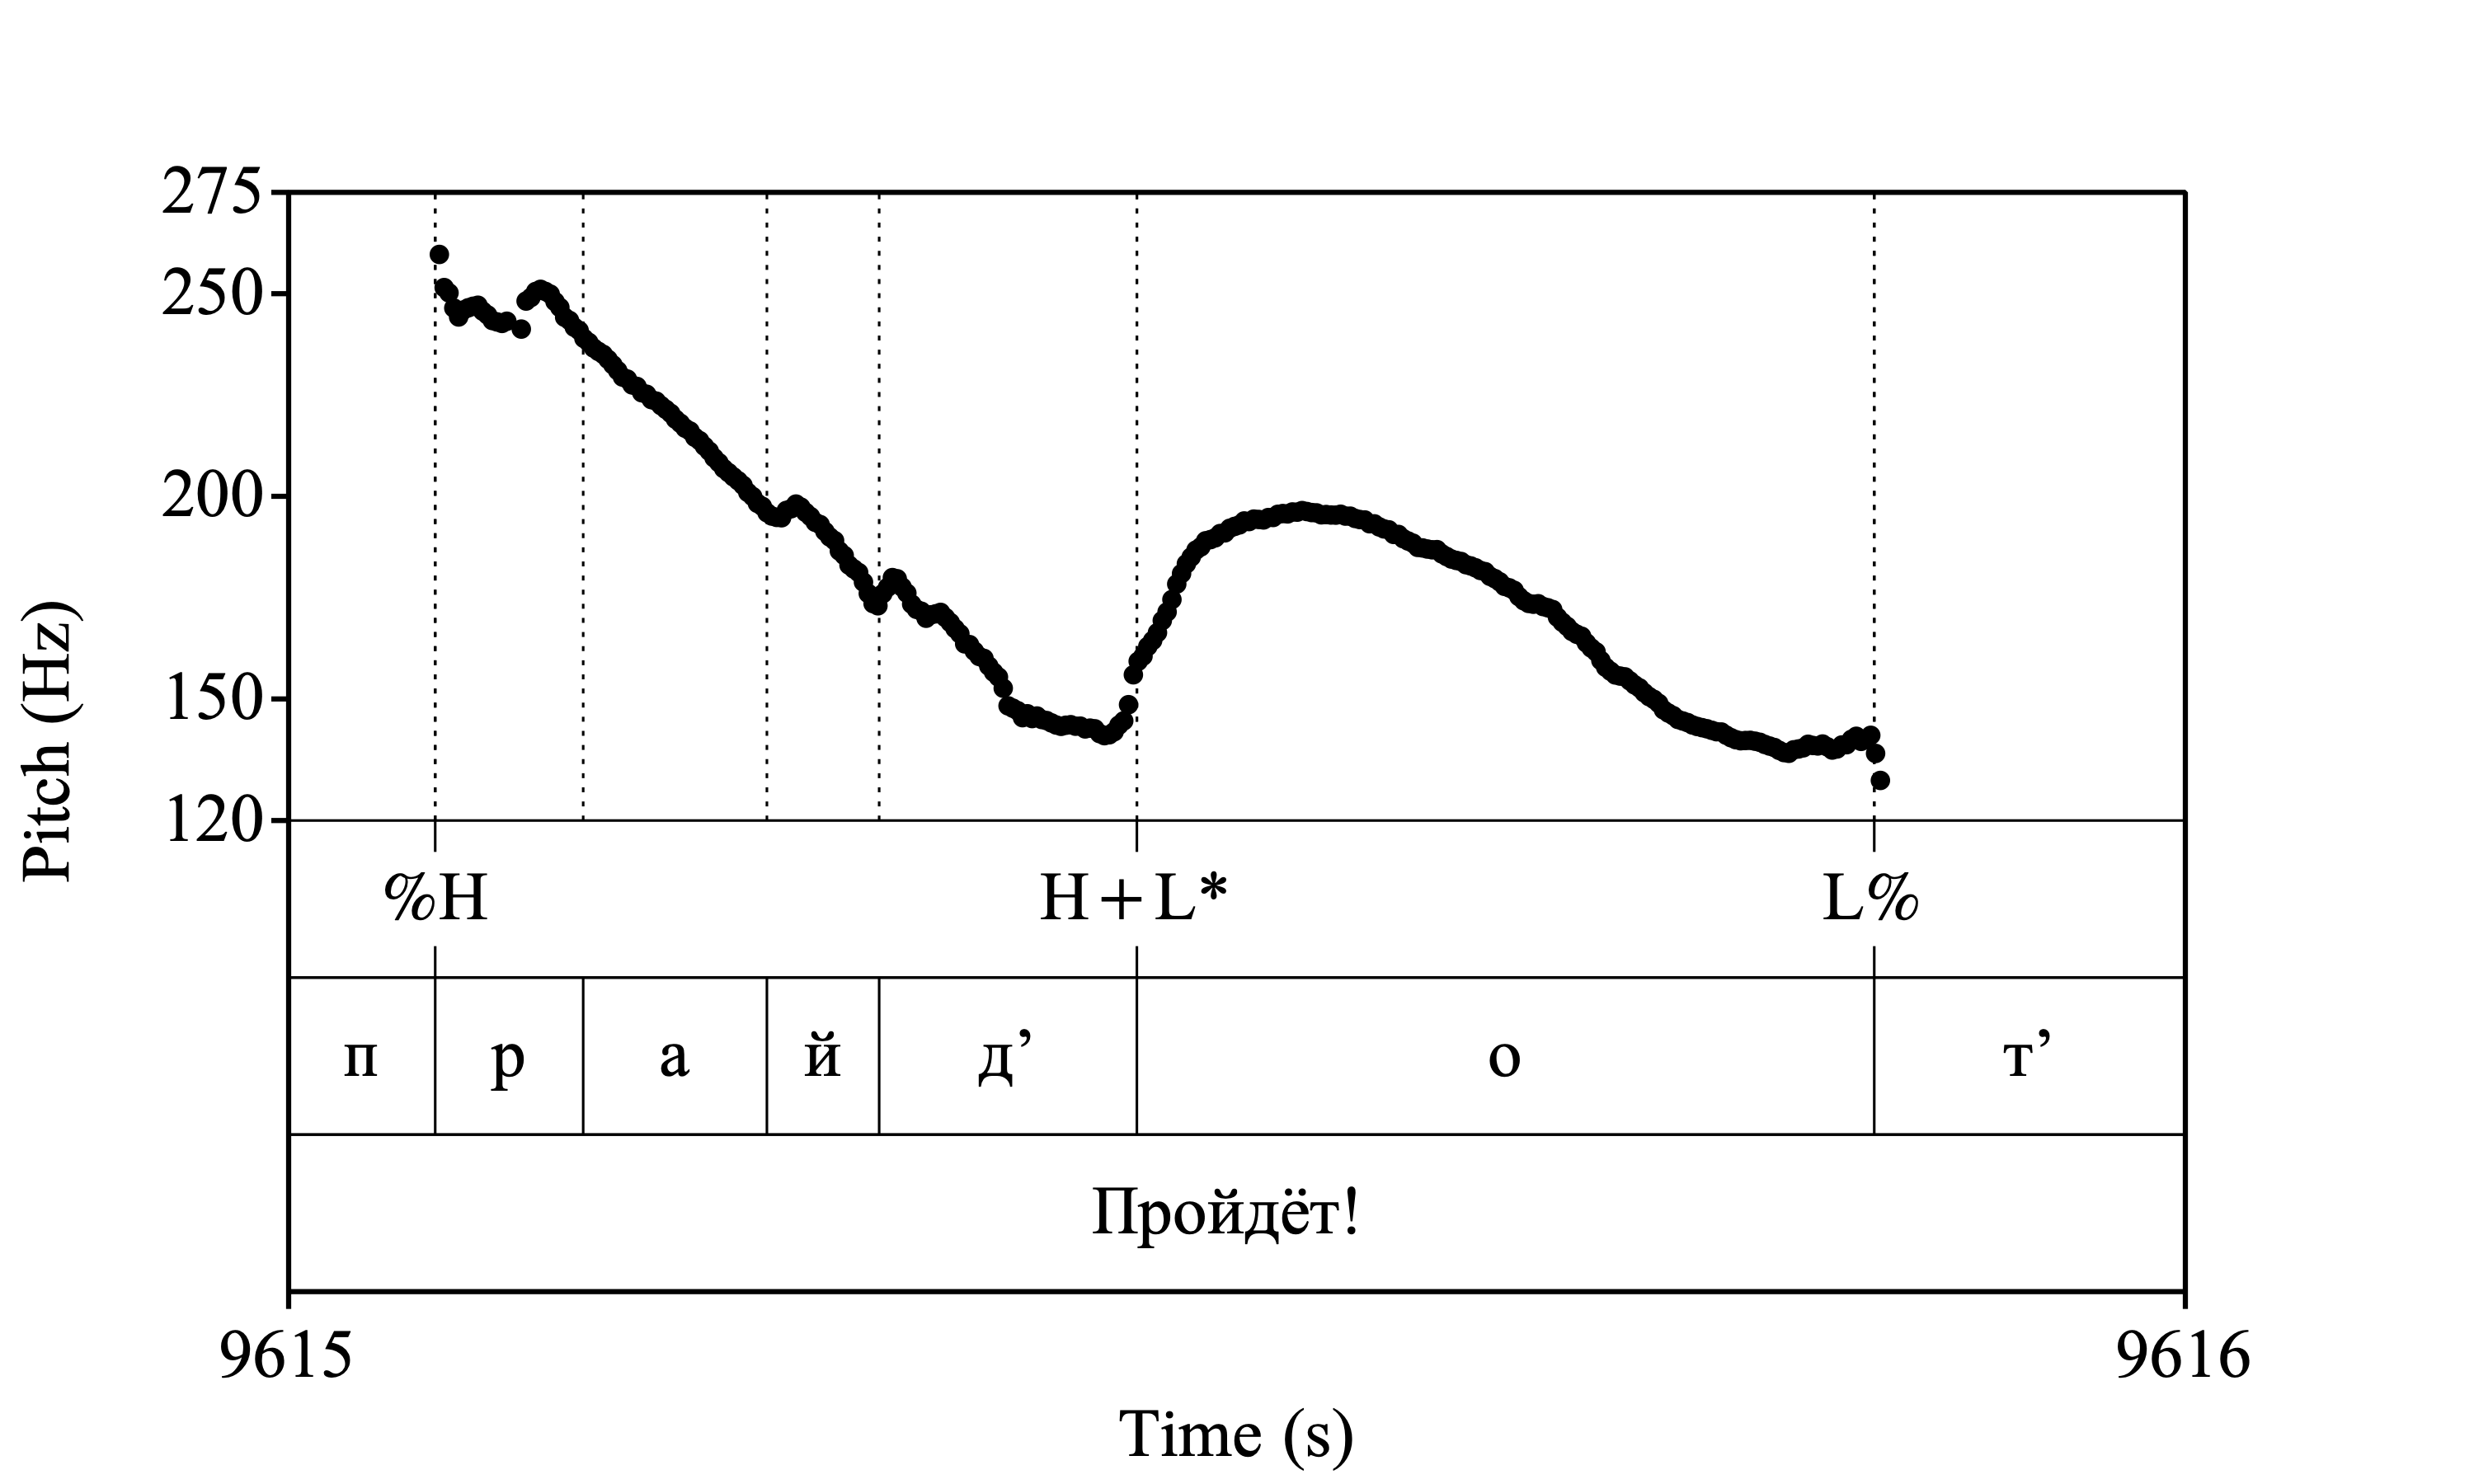 275
250
200
150
120
Pitch (Hz)
%H H+L* L%
п р а й д’ о т’
Пройдёт!
9615 9616
Time (s)